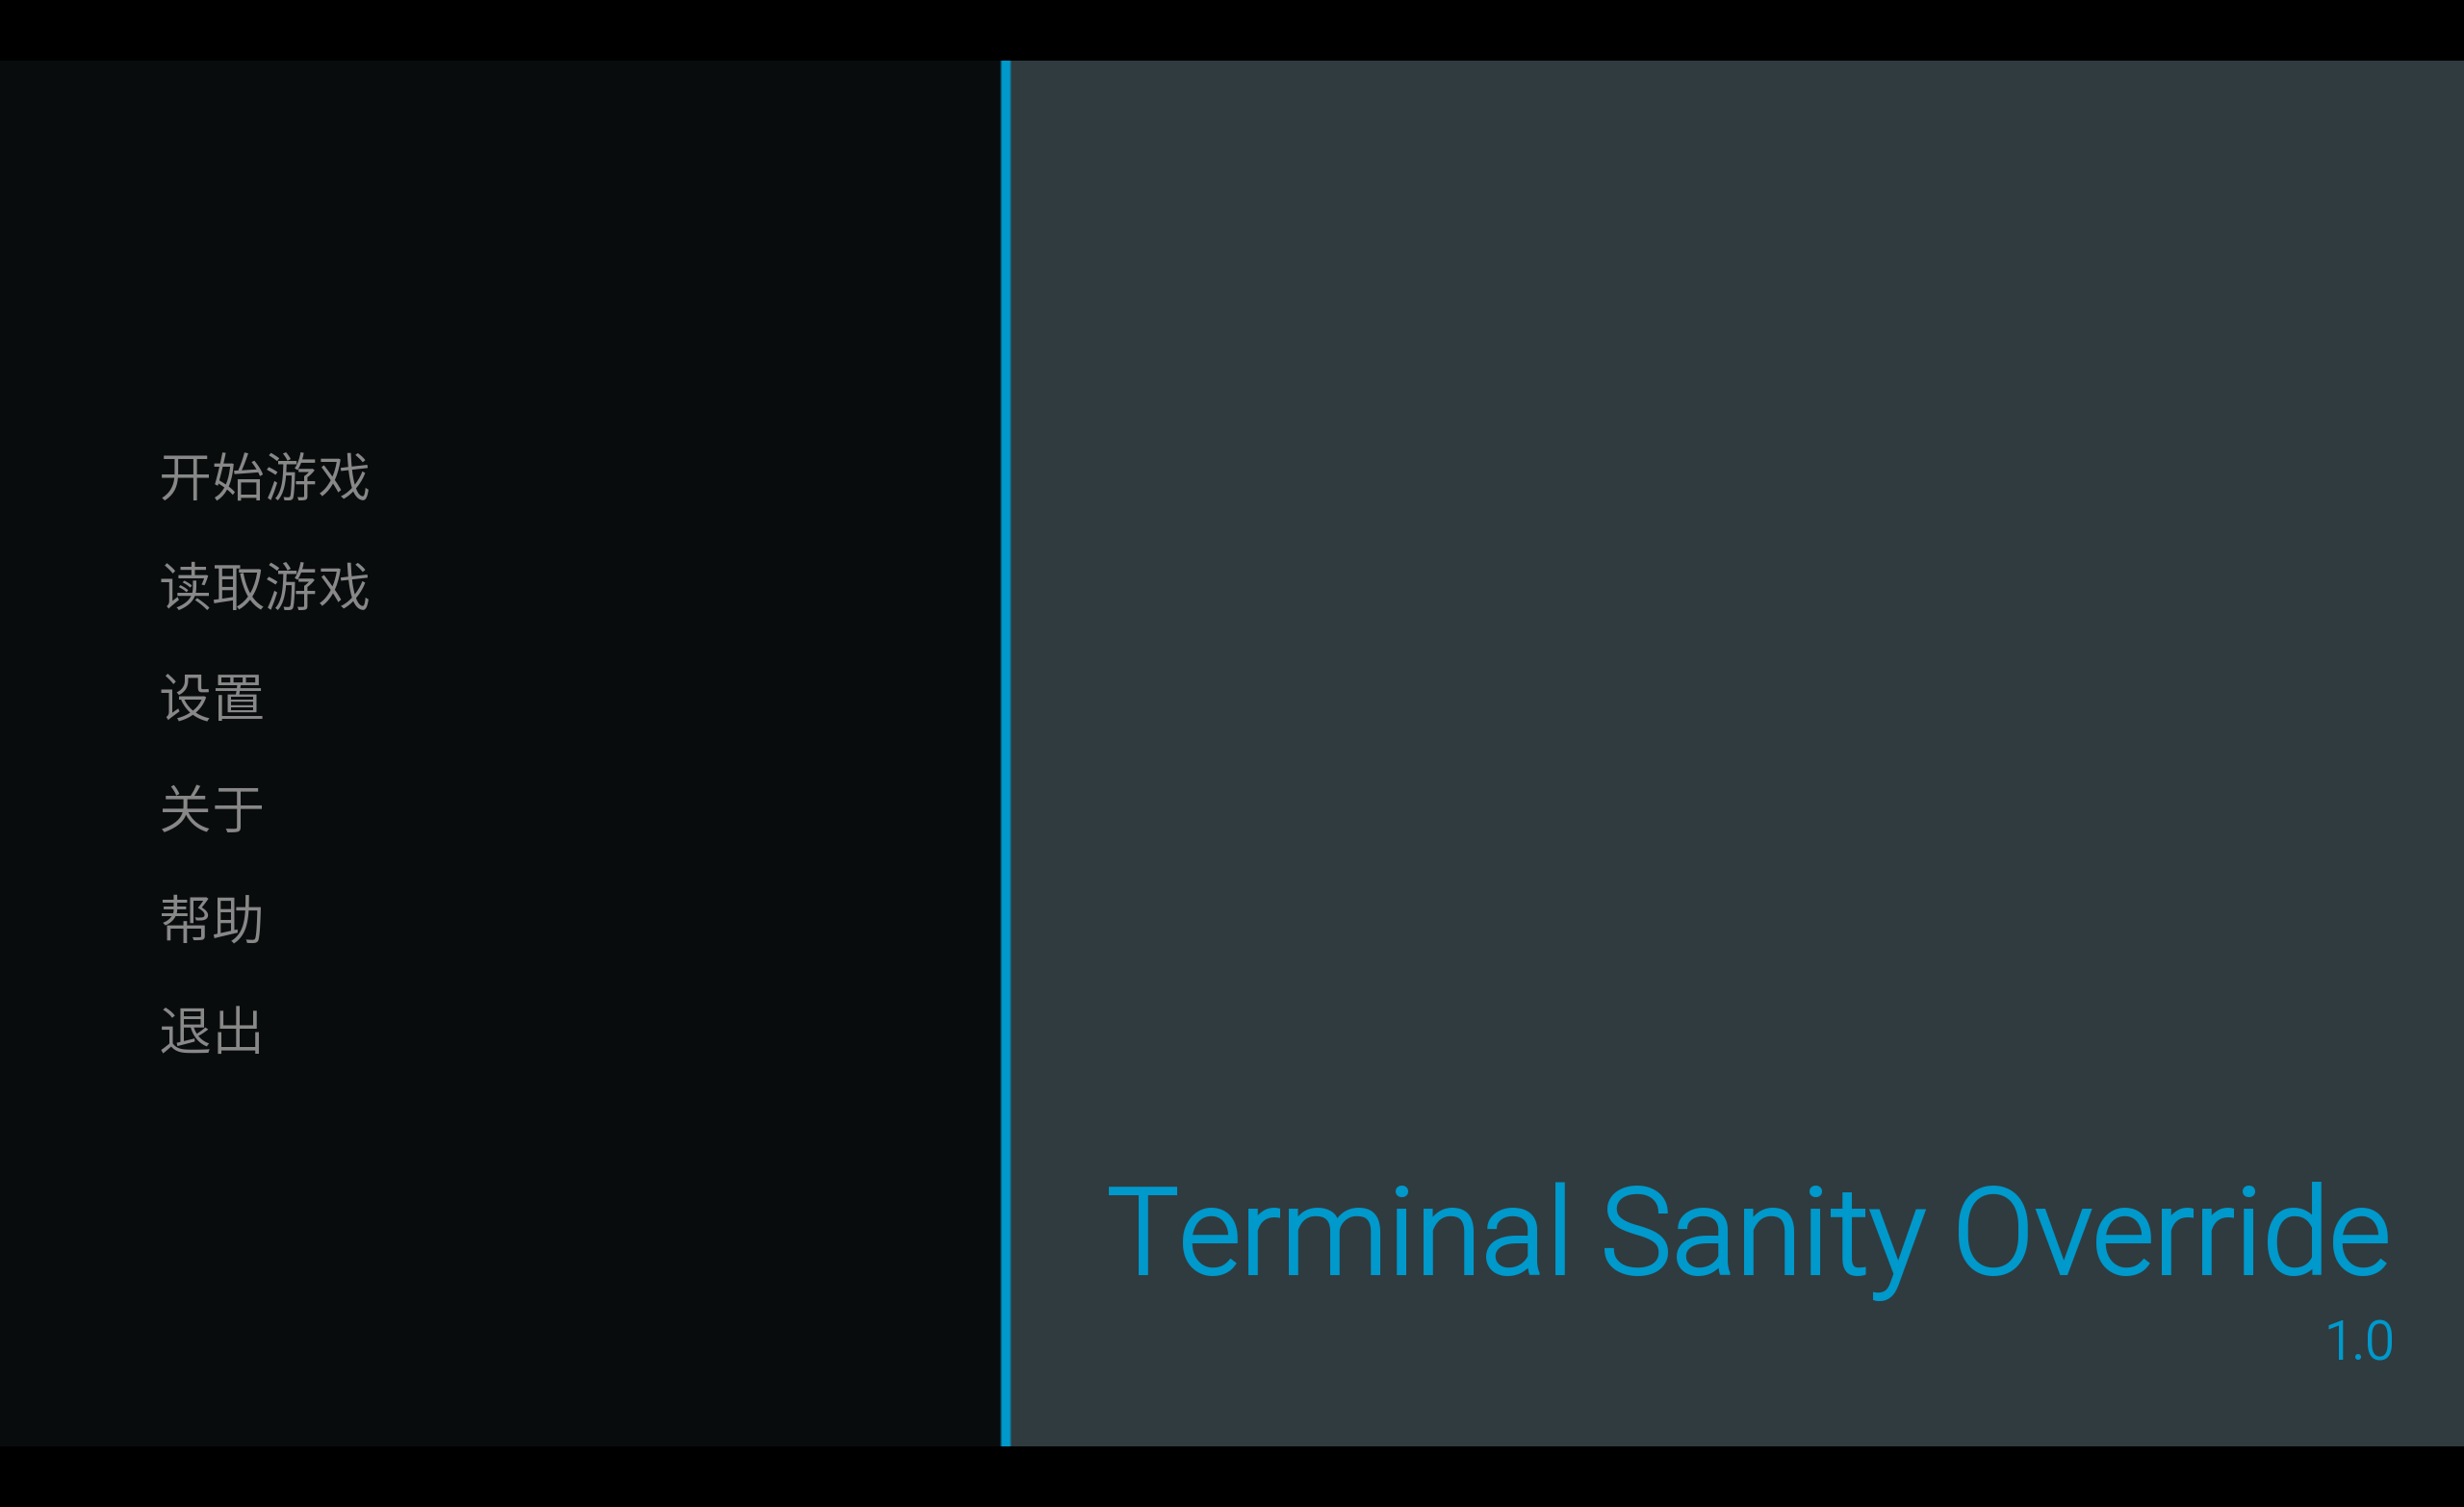 开始游戏
读取游戏
设置
关于
帮助
退出
Terminal Sanity Override
1.0